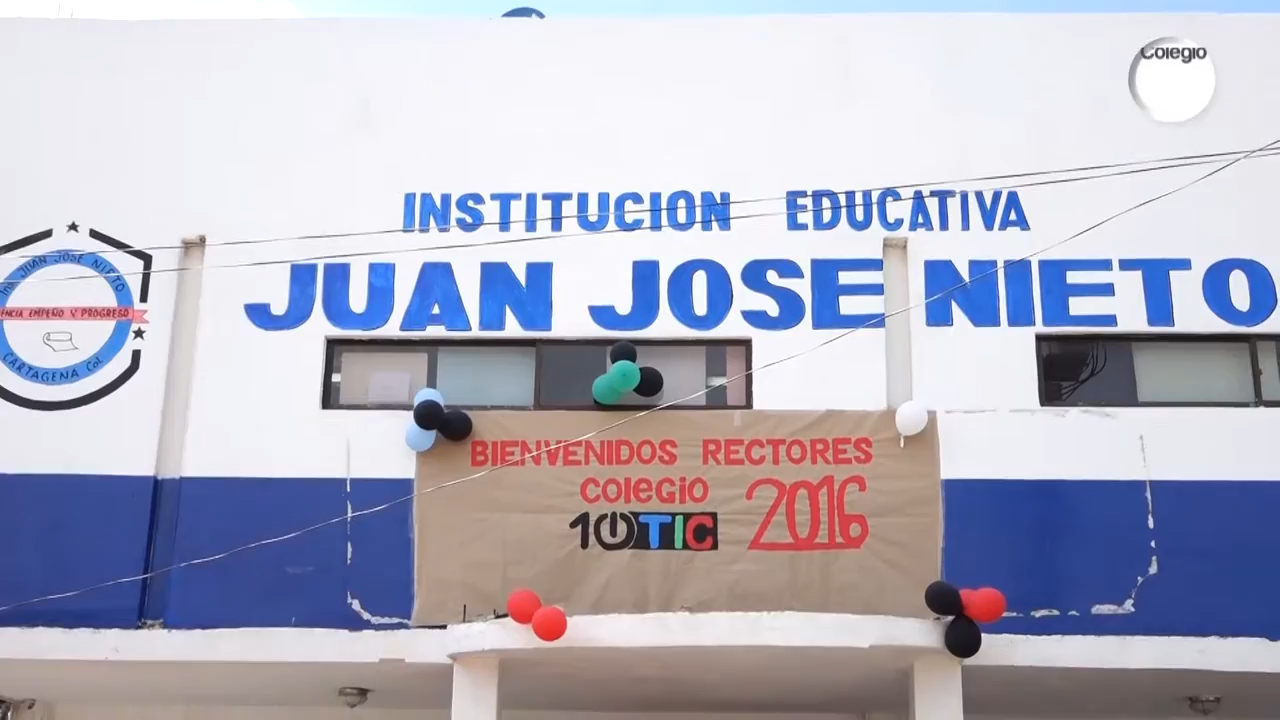 Colegio
INSTITUCION EDUCATIVA
JUAN JOSE NIETO
JUAN JOSE NIETO
EMPEÑO Y PROGRESO
CARTAGENA Col
BIENVENIDOS RECTORES
COLEGIO 2016
10TIC